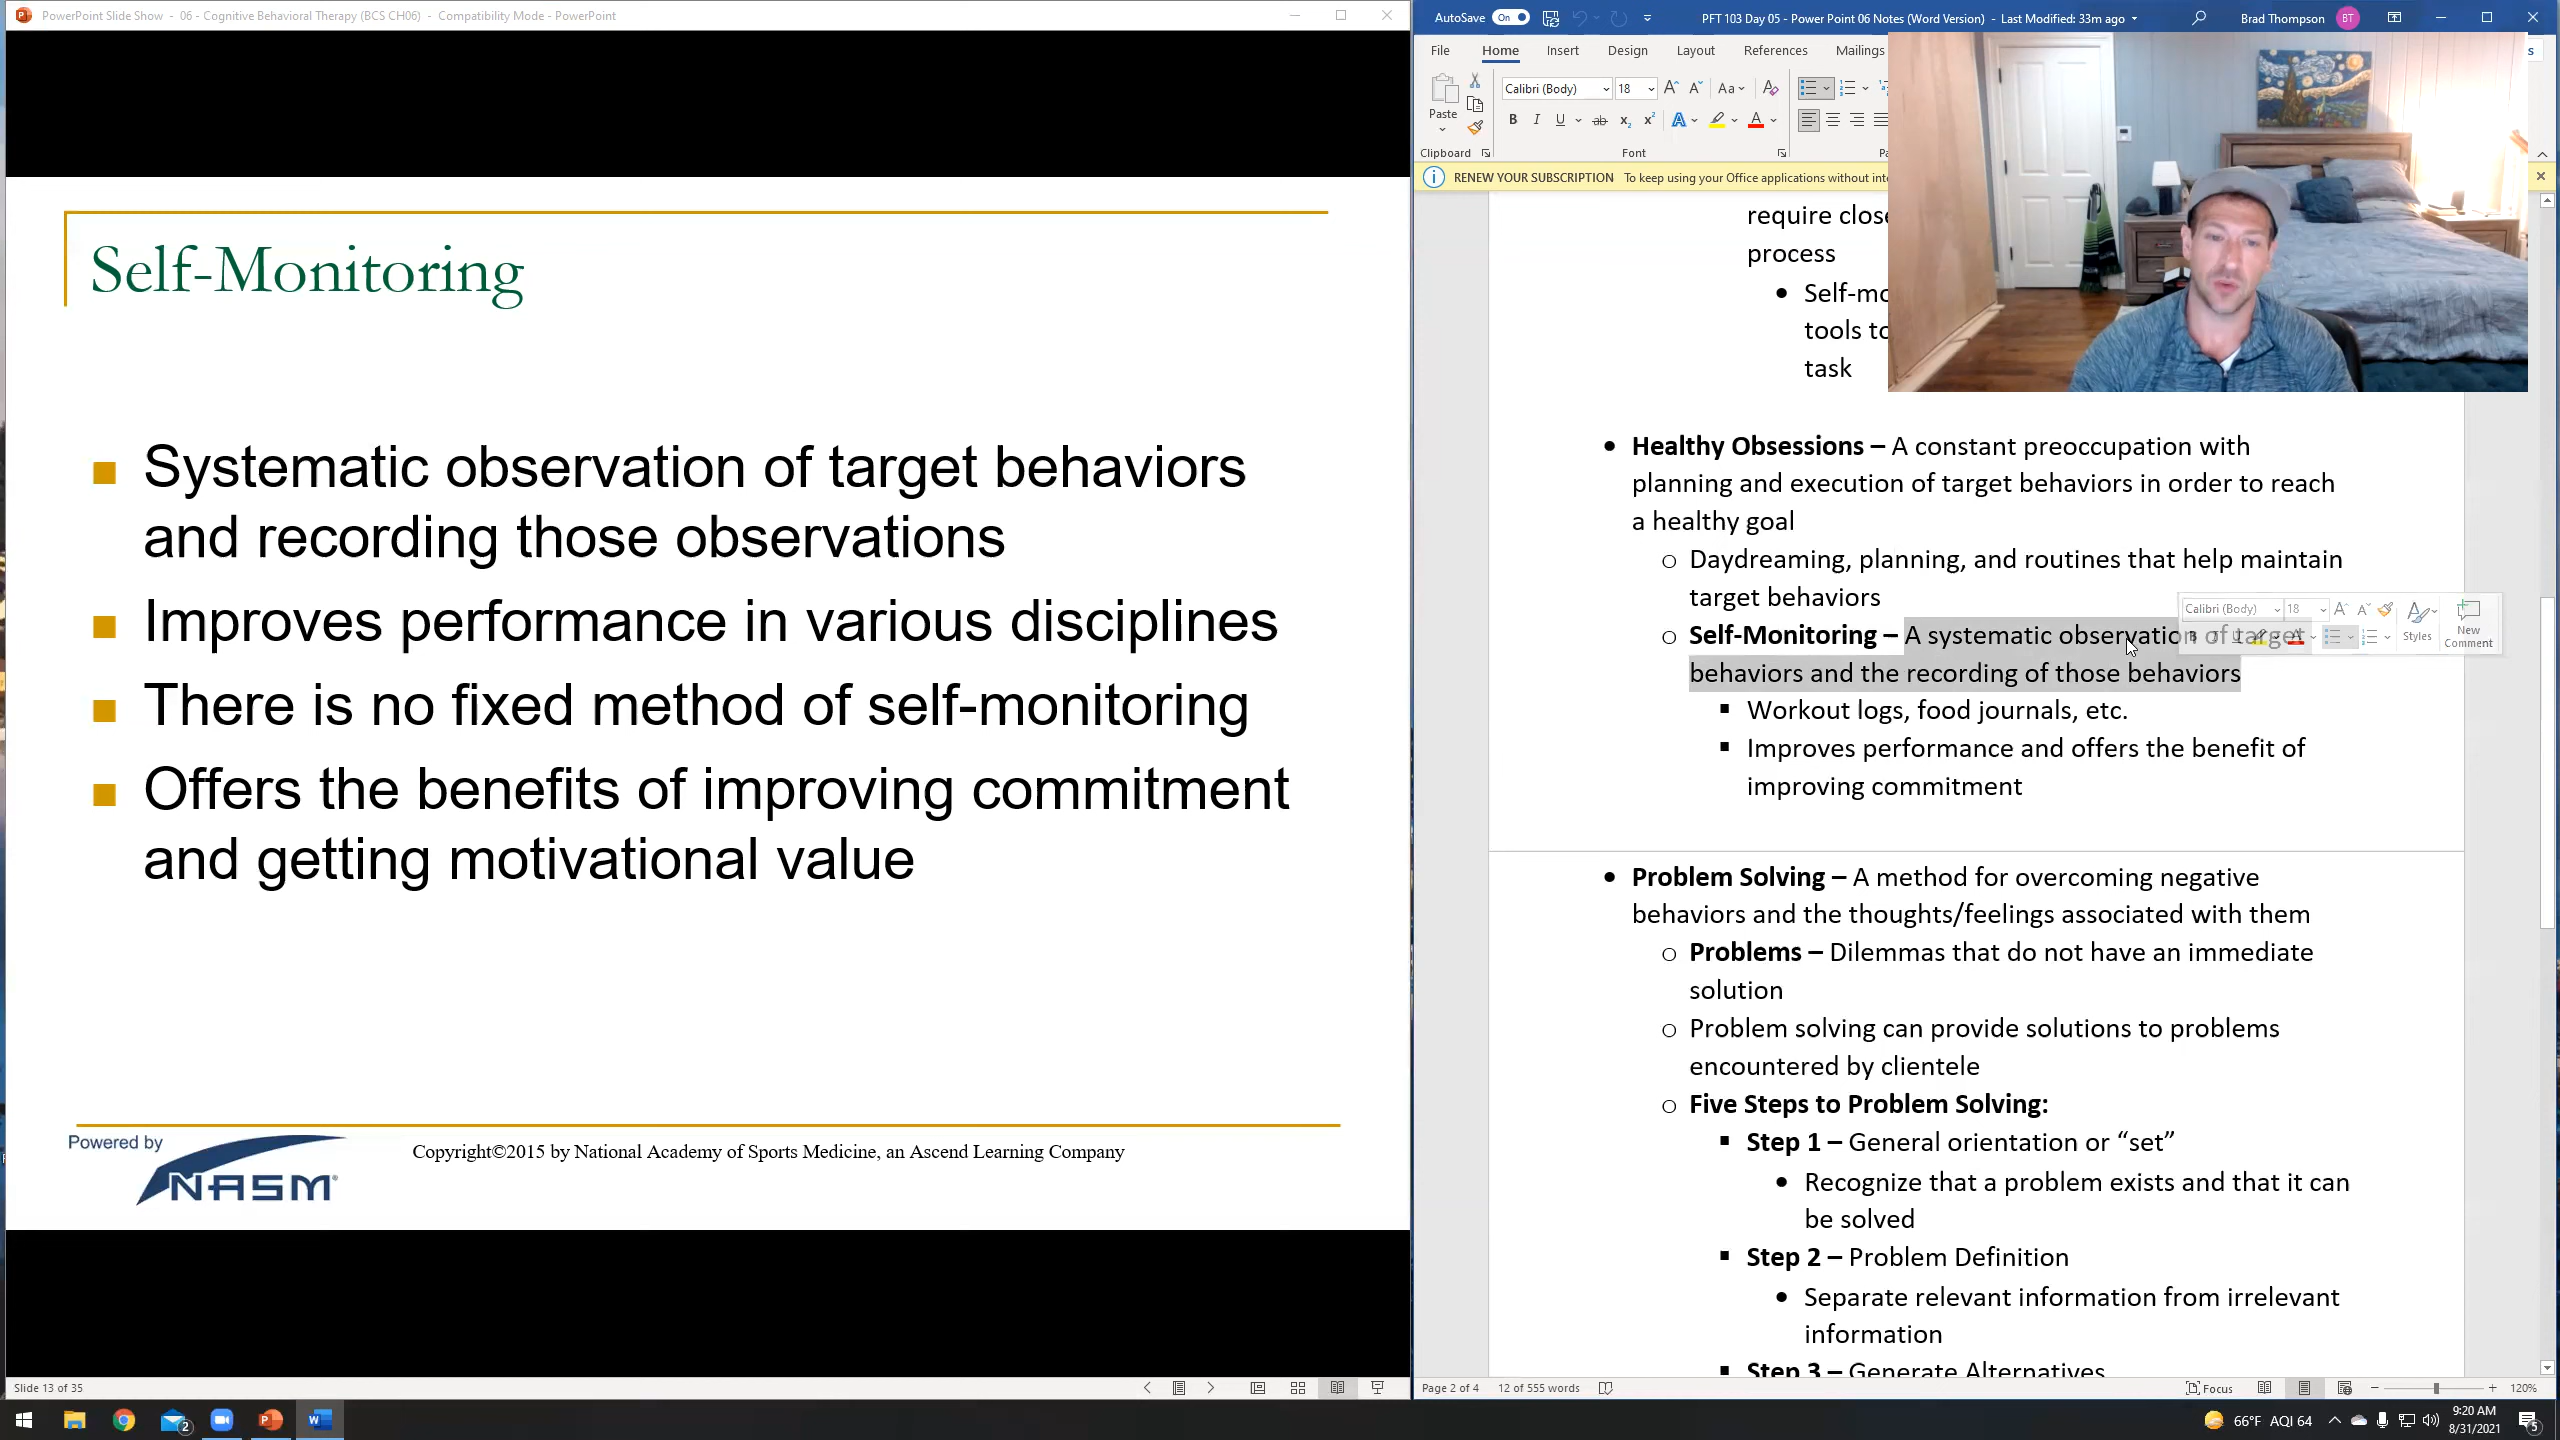 PowerPoint Slide Show - 06 - Cognitive Behavioral Therapy (BCS CH06) - Compatibility Mode - PowerPoint
Self-Monitoring
Systematic observation of target behaviors
and recording those observations
Improves performance in various disciplines
There is no fixed method of self-monitoring
Offers the benefits of improving commitment
and getting motivational value
Powered by
NASM
Copyright©2015 by National Academy of Sports Medicine, an Ascend Learning Company
Slide 13 of 35
AutoSave On
PFT 103 Day 05 - Power Point 06 Notes (Word Version) - Last Modified: 33m ago
Brad Thompson BT
File Home Insert Design Layout References Mailings
Calibri (Body) 18
Paste
Clipboard Font
RENEW YOUR SUBSCRIPTION To keep using your Office applications without int
require close
process
Self-mo
tools to
task
Healthy Obsessions – A constant preoccupation with
planning and execution of target behaviors in order to reach
a healthy goal
Daydreaming, planning, and routines that help maintain
target behaviors
Self-Monitoring – A systematic observation of target
behaviors and the recording of those behaviors
Calibri (Body) 18
Styles New
Comment
Workout logs, food journals, etc.
Improves performance and offers the benefit of
improving commitment
Problem Solving – A method for overcoming negative
behaviors and the thoughts/feelings associated with them
Problems – Dilemmas that do not have an immediate
solution
Problem solving can provide solutions to problems
encountered by clientele
Five Steps to Problem Solving:
Step 1 – General orientation or “set”
Recognize that a problem exists and that it can
be solved
Step 2 – Problem Definition
Separate relevant information from irrelevant
information
Step 3 – Generate Alternatives
Page 2 of 4 12 of 555 words
Focus
120%
66°F AQI 64
9:20 AM
8/31/2021